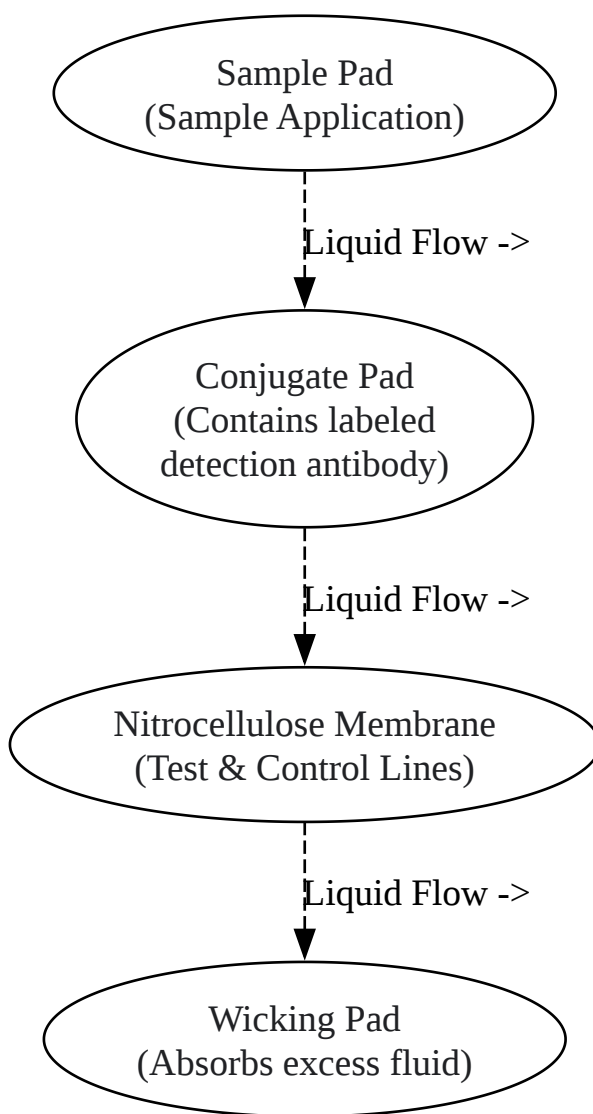 Sample Pad
(Sample Application)
Liquid Flow ->
Conjugate Pad
(Contains labeled
detection antibody)
Liquid Flow ->
Nitrocellulose Membrane
(Test & Control Lines)
Liquid Flow ->
Wicking Pad
(Absorbs excess fluid)